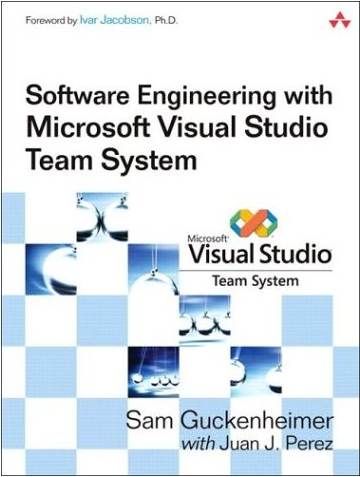 Foreword by Ivar Jacobson, Ph.D.
Software Engineering with
Microsoft Visual Studio
Team System
Microsoft®
Visual Studio
Team System
Sam Guckenheimer
with Juan J. Perez